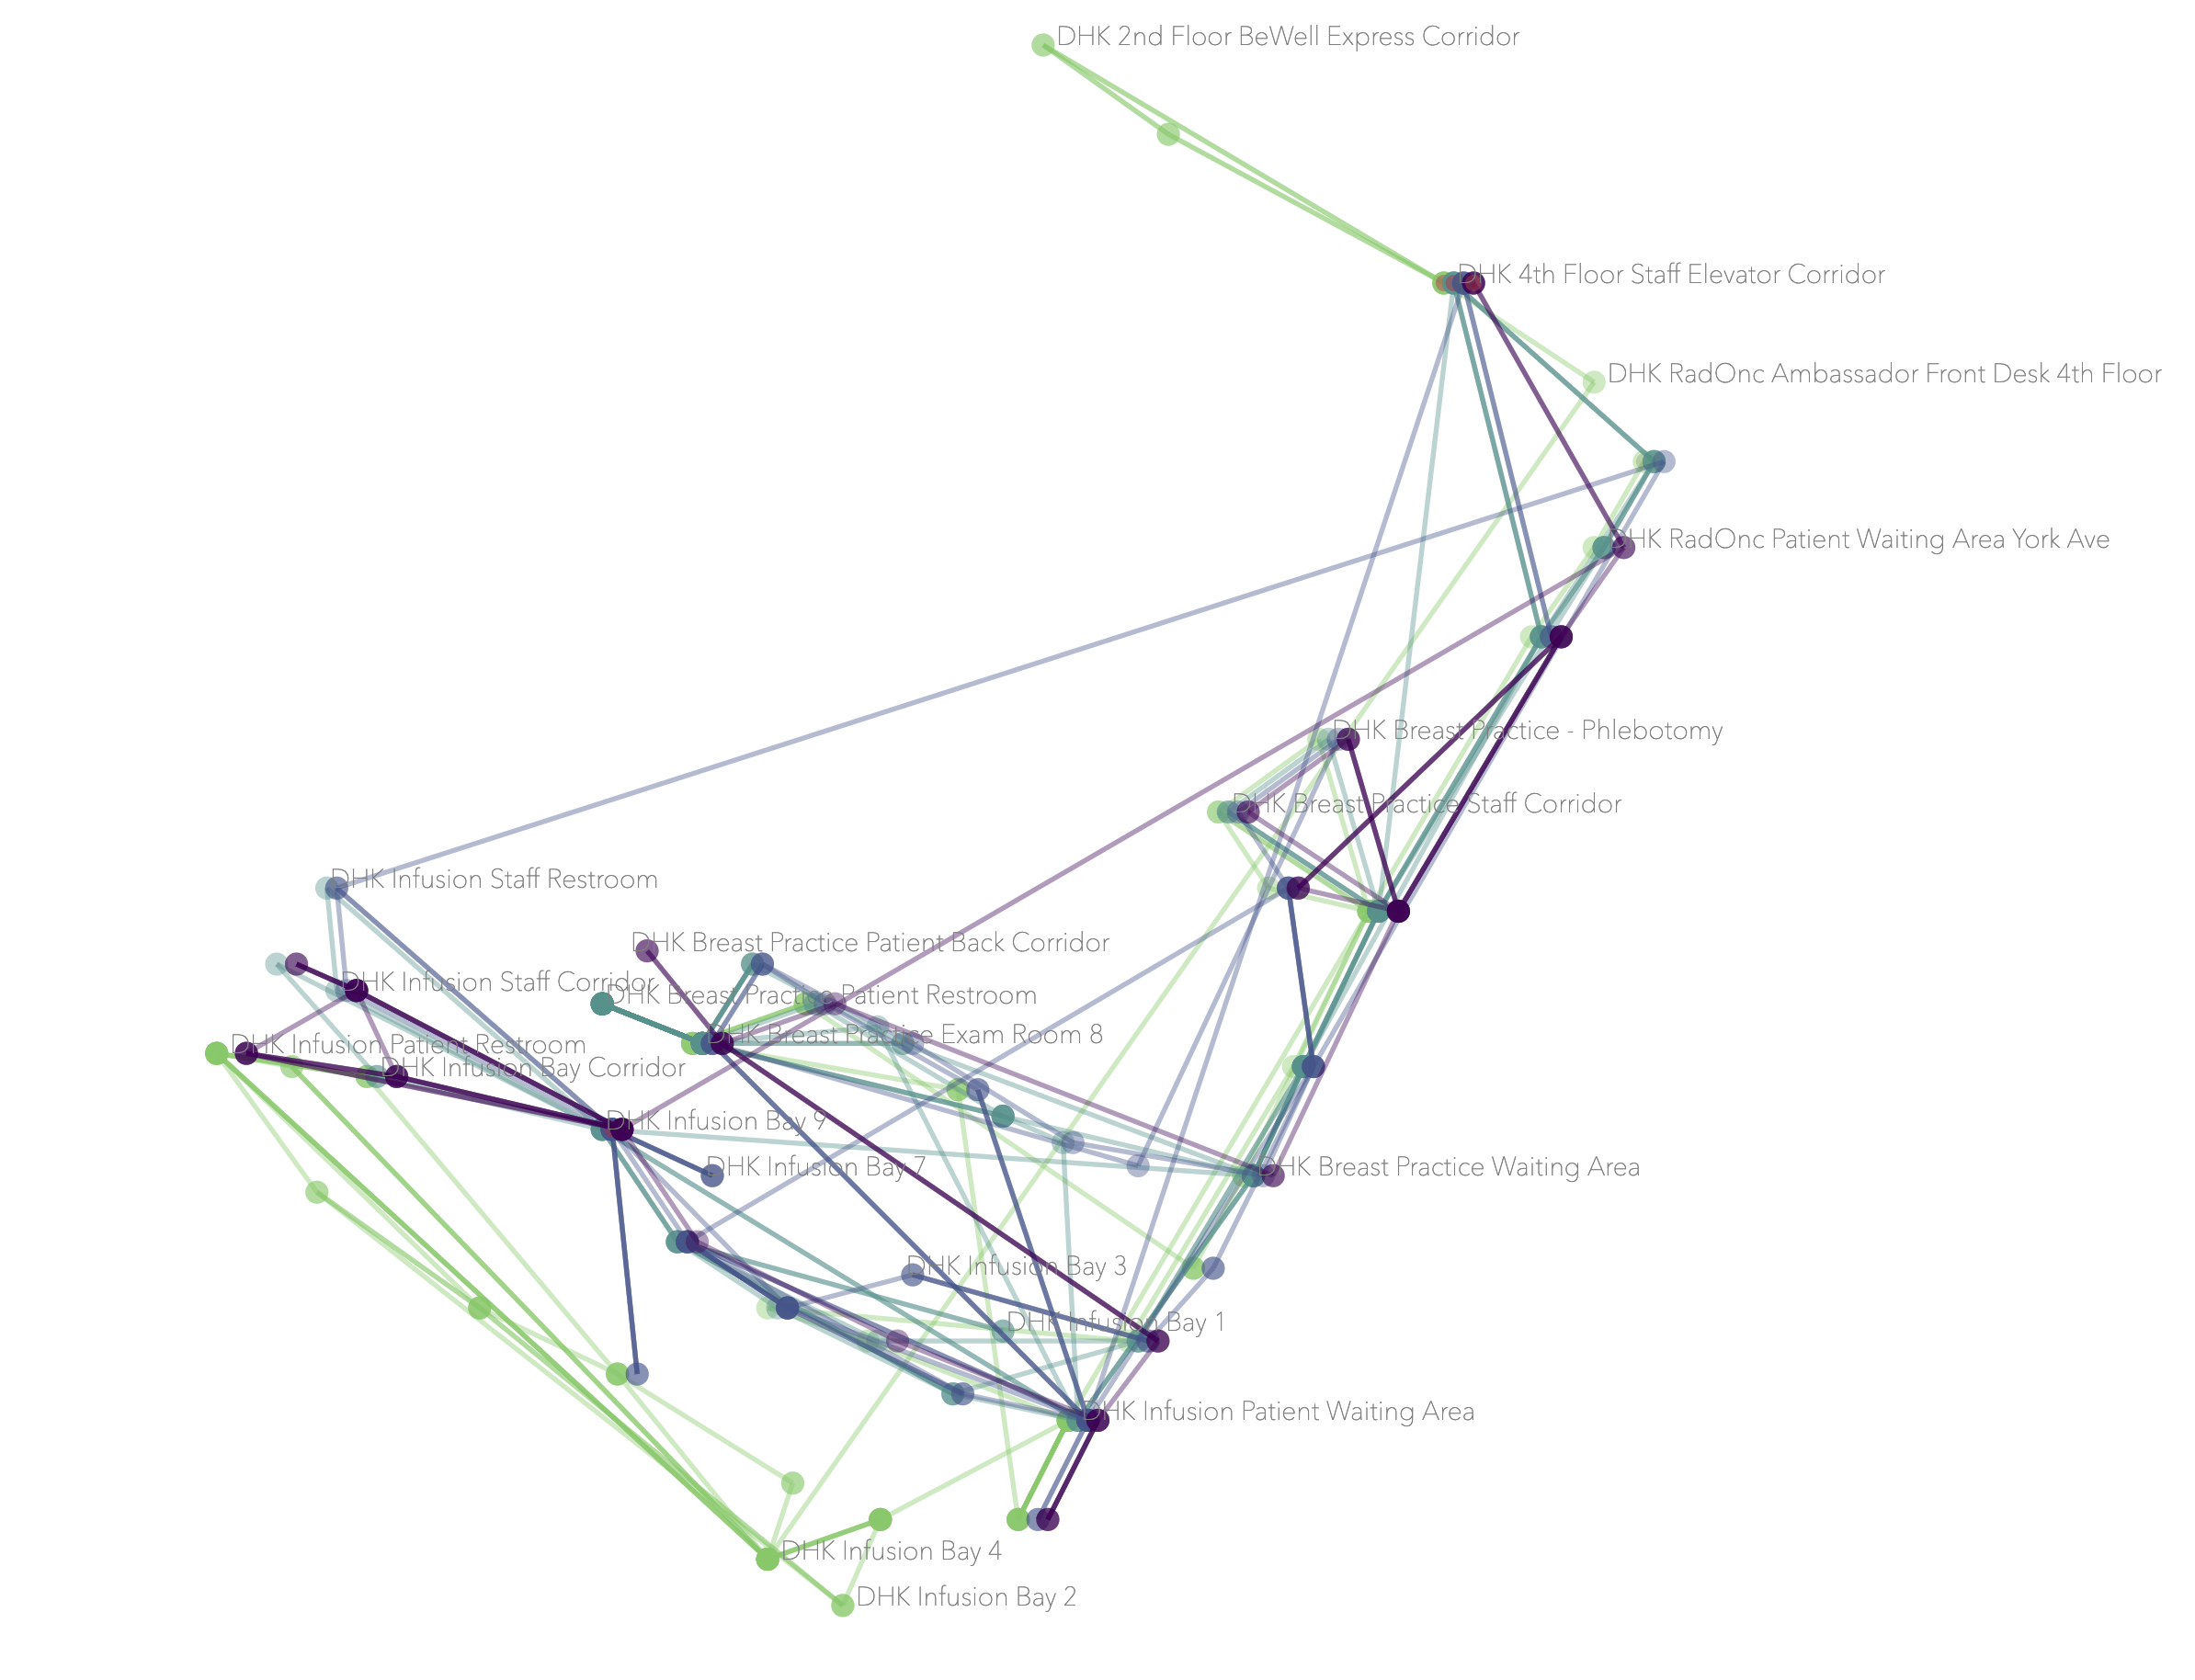 DHK 2nd Floor BeWell Express Corridor
DHK 4th Floor Staff Elevator Corridor
DHK RadOnc Ambassador Front Desk 4th Floor
DHK RadOnc Patient Waiting Area York Ave
DHK Breast Practice - Phlebotomy
DHK Breast Practice Staff Corridor
DHK Infusion Staff Restroom
DHK Breast Practice Patient Back Corridor
DHK Infusion Staff Corridor
DHK Breast Practice Patient Restroom
DHK Breast Practice Exam Room 8
DHK Infusion Patient Restroom
DHK Infusion Bay Corridor
DHK Infusion Bay 9
DHK Infusion Bay 7
DHK Breast Practice Waiting Area
DHK Infusion Bay 3
DHK Infusion Bay 1
DHK Infusion Patient Waiting Area
DHK Infusion Bay 4
DHK Infusion Bay 2